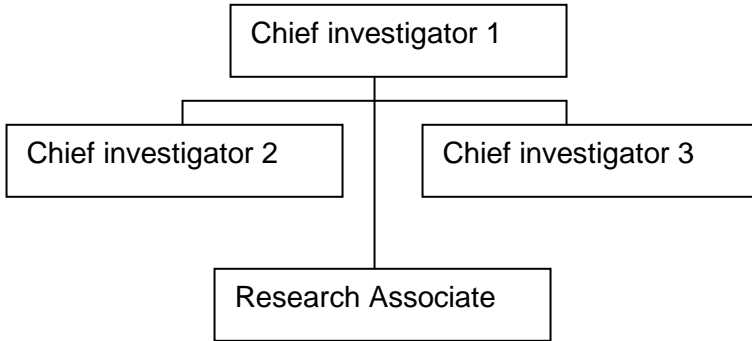 Chief investigator 1
Chief investigator 2
Chief investigator 3
Research Associate